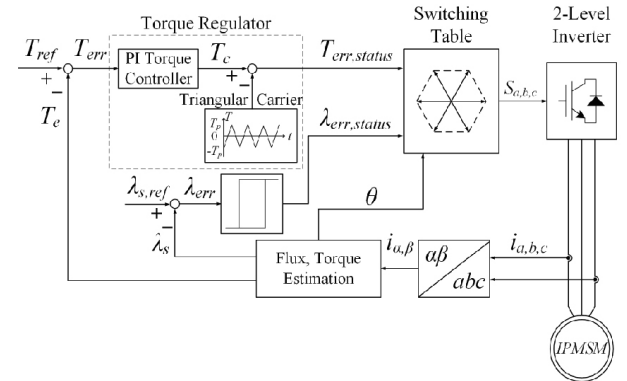 Torque Regulator
Switching
Table
2-Level
Inverter
T_ref
T_err
PI Torque
Controller
T_c
T_err.status
+
−
+
−
T_e
Triangular Carrier
T_p
T
0
-T_p
t
λ_err,status
S_a,b,c
λ_s,ref
λ_err
+
−
λ̂_s
θ
Flux, Torque
Estimation
i_α,β
αβ
abc
i_a,b,c
IPMSM